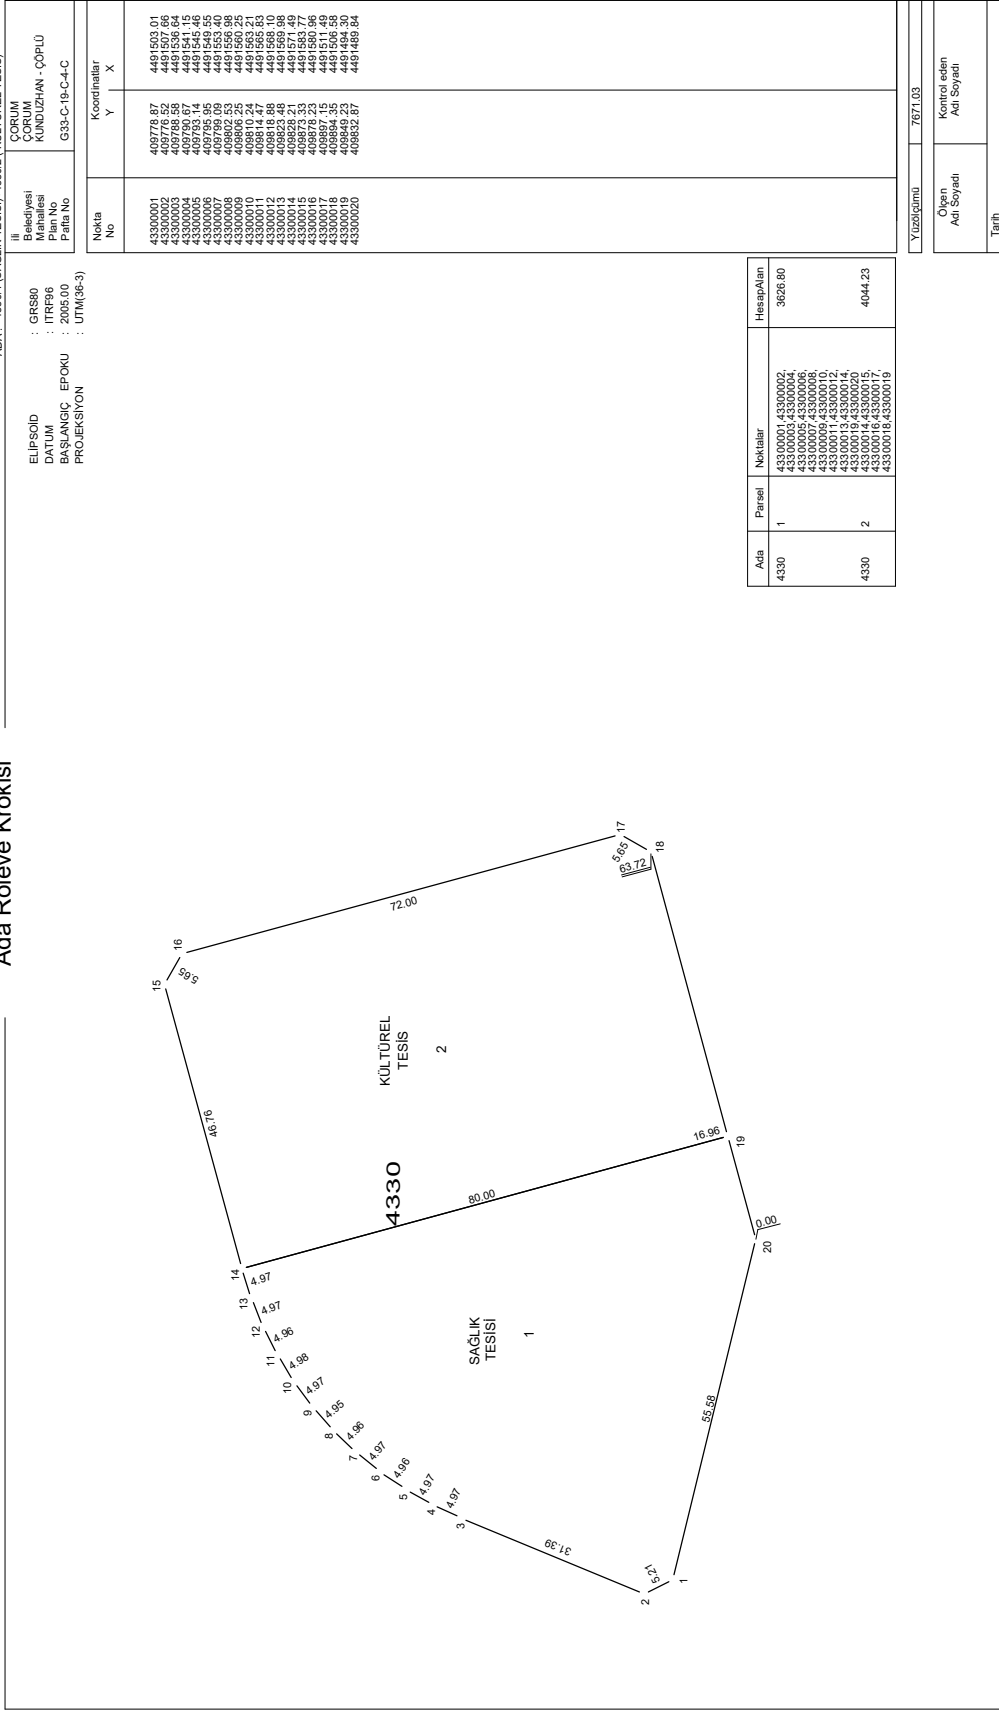 Ada Röleve Krokisi
İli ÇORUM
Belediyesi ÇORUM
Mahallesi KUNDUZHAN - ÇÖPLÜ
Plan No
Pafta No G33-C-19-C-4-C
ELİPSOİD : GRS80
DATUM : ITRF96
BAŞLANGIÇ EPOKU : 2005.00
PROJEKSİYON : UTM(36-3)
Nokta No Koordinatlar Y X
43300001 409778.87 4491503.01
43300002 409776.52 4491507.66
43300003 409788.58 4491536.64
43300004 409790.67 4491541.15
43300005 409793.14 4491545.46
43300006 409795.95 4491549.55
43300007 409799.09 4491553.40
43300008 409802.53 4491556.98
43300009 409806.25 4491560.25
43300010 409810.24 4491563.21
43300011 409814.47 4491565.83
43300012 409818.88 4491568.10
43300013 409823.48 4491569.98
43300014 409828.21 4491571.49
43300015 409873.33 4491583.77
43300016 409878.23 4491580.96
43300017 409897.15 4491511.49
43300018 409894.35 4491506.58
43300019 409849.23 4491494.30
43300020 409832.87 4491489.84
15
16
5.65
46.76
72.00
14
4.97
13
4.97
12
4.96
11
4.98
10
4.97
9
4.95
8
4.96
7
4.97
6
4.96
5
4.97
4
4.97
3
KÜLTÜREL
TESİS
2
4330
80.00
SAĞLIK
TESİSİ
1
31.39
2
5.21
1
55.58
20
0.00
19
16.96
17
5.65
63.72
18
Ada Parsel Noktalar HesapAlan
4330 1 43300001,43300002, 3626.80
43300003,43300004,
43300005,43300006,
43300007,43300008,
43300009,43300010,
43300011,43300012,
43300013,43300014,
43300019,43300020
4330 2 43300014,43300015, 4044.23
43300016,43300017,
43300018,43300019
Yüzölçümü 7671.03
Ölçen
Adı Soyadı
Kontrol eden
Adı Soyadı
Tarih